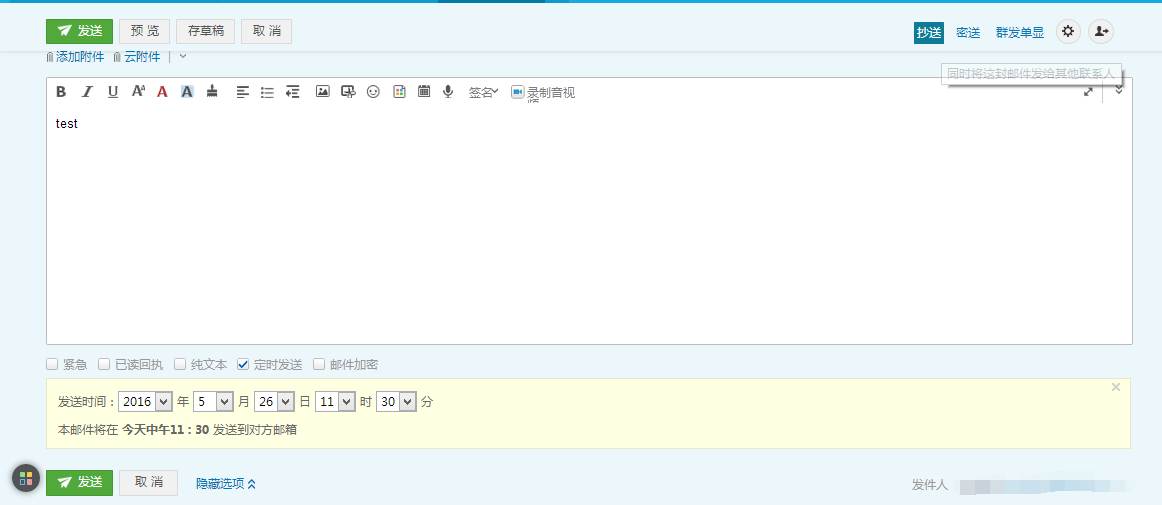 发送 预 览 存草稿 取 消 抄送 密送 群发单显
添加附件 云附件
同时将这封邮件发给其他联系人
B I U A A A 签名 录制音视
test
紧急 已读回执 纯文本 定时发送 邮件加密
发送时间：2016 年 5 月 26 日 11 时 30 分
本邮件将在 今天中午11：30 发送到对方邮箱
发送 取 消 隐藏选项 发件人